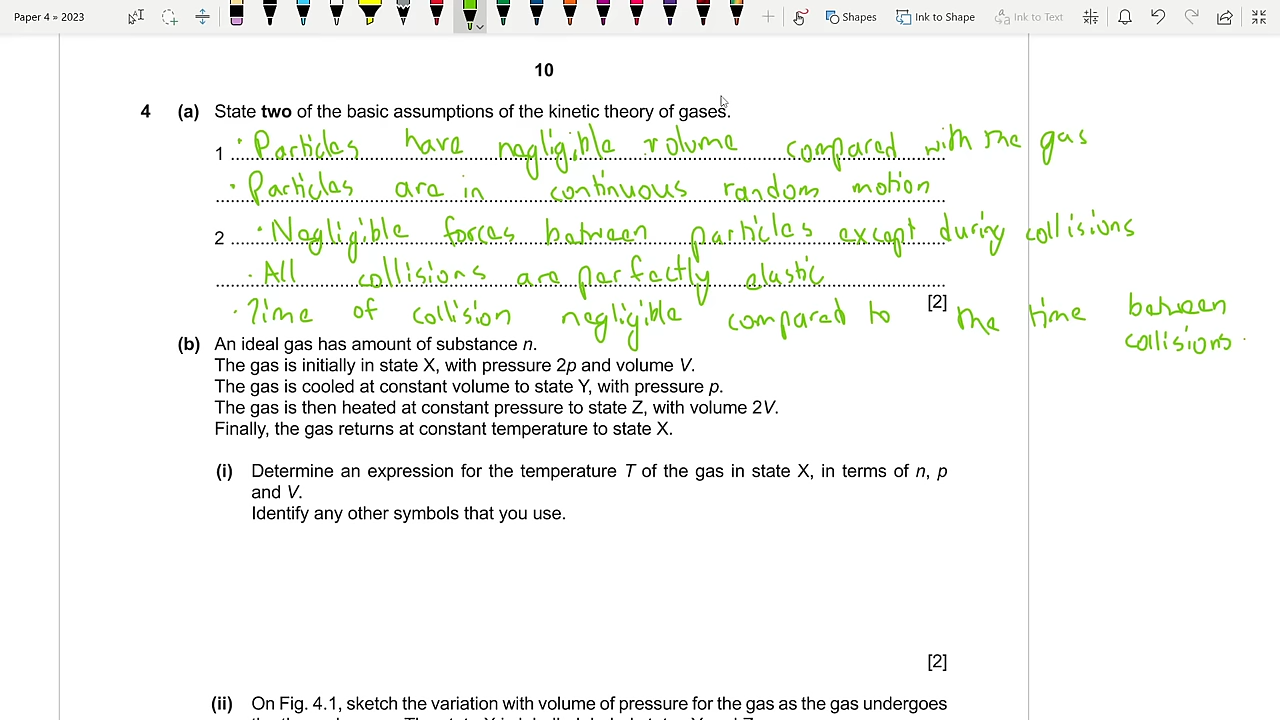 Paper 4 » 2023
Shapes
Ink to Shape
Ink to Text
10
4 (a) State two of the basic assumptions of the kinetic theory of gases.
1 · Particles have negligible volume compared with the gas
· Particles are in continuous random motion
2 · Negligible forces between particles except during collisions
· All collisions are perfectly elastic
[2]
· Time of collision negligible compared to the time between
collisions.
(b) An ideal gas has amount of substance n.
The gas is initially in state X, with pressure 2p and volume V.
The gas is cooled at constant volume to state Y, with pressure p.
The gas is then heated at constant pressure to state Z, with volume 2V.
Finally, the gas returns at constant temperature to state X.
(i) Determine an expression for the temperature T of the gas in state X, in terms of n, p
and V.
Identify any other symbols that you use.
[2]
(ii) On Fig. 4.1, sketch the variation with volume of pressure for the gas as the gas undergoes